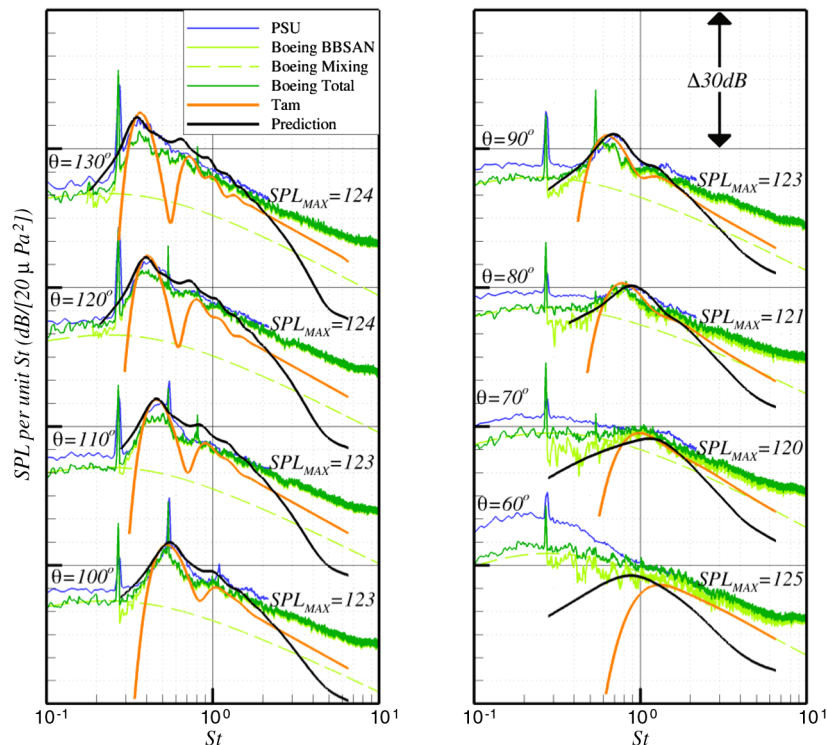 PSU
Boeing BBSAN
Boeing Mixing
Boeing Total
Tam
Prediction
θ=130°
SPL_MAX=124
θ=120°
SPL_MAX=124
θ=110°
SPL_MAX=123
θ=100°
SPL_MAX=123
SPL per unit St (dB/[20 μ Pa²])
10⁻¹ 10⁰ 10¹
St
Δ30dB
θ=90°
SPL_MAX=123
θ=80°
SPL_MAX=121
θ=70°
SPL_MAX=120
θ=60°
SPL_MAX=125
10⁻¹ 10⁰ 10¹
St